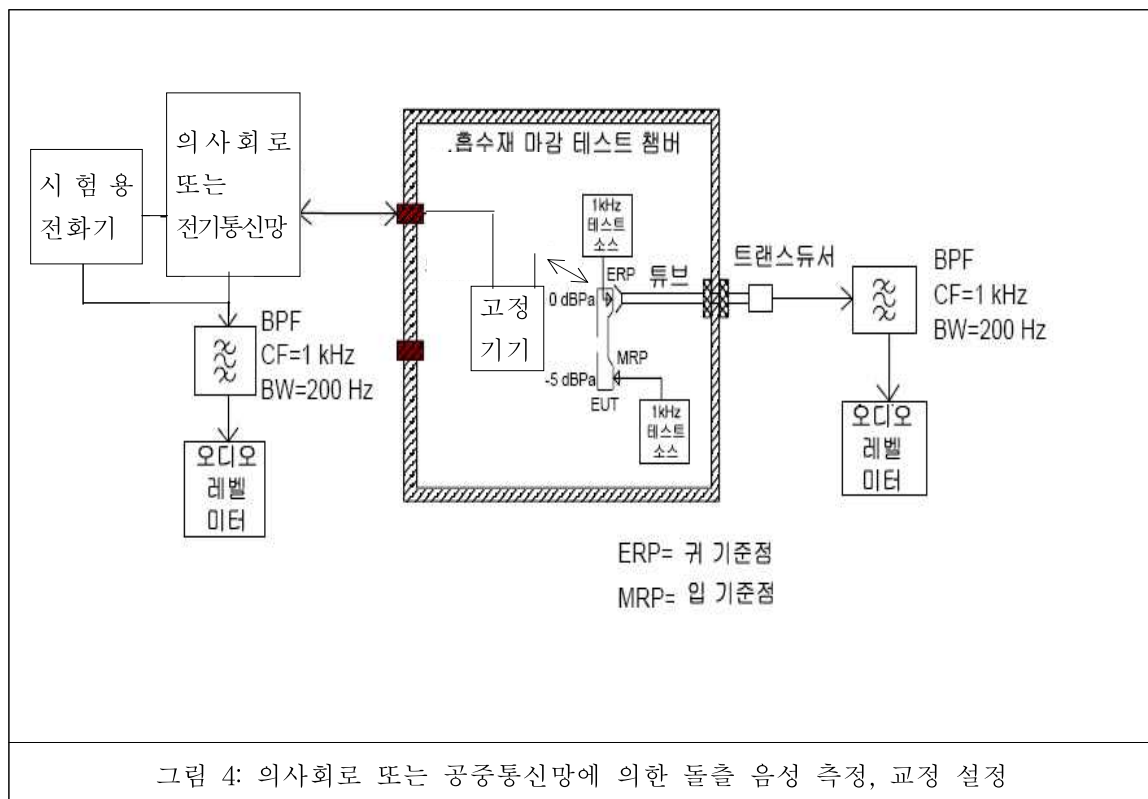 의사회로
또는
전기통신망
시험용
전화기
BPF
CF=1 kHz
BW=200 Hz
오디오
레벨
미터
.흡수재 마감 테스트 챔버
고정
기기
1kHz
테스트
소스
ERP
0 dBPa
튜브
MRP
-5 dBPa
EUT
1kHz
테스트
소스
트랜스듀서
BPF
CF=1 kHz
BW=200 Hz
오디오
레벨
미터
ERP= 귀 기준점
MRP= 입 기준점
그림 4: 의사회로 또는 공중통신망에 의한 돌출 음성 측정, 교정 설정